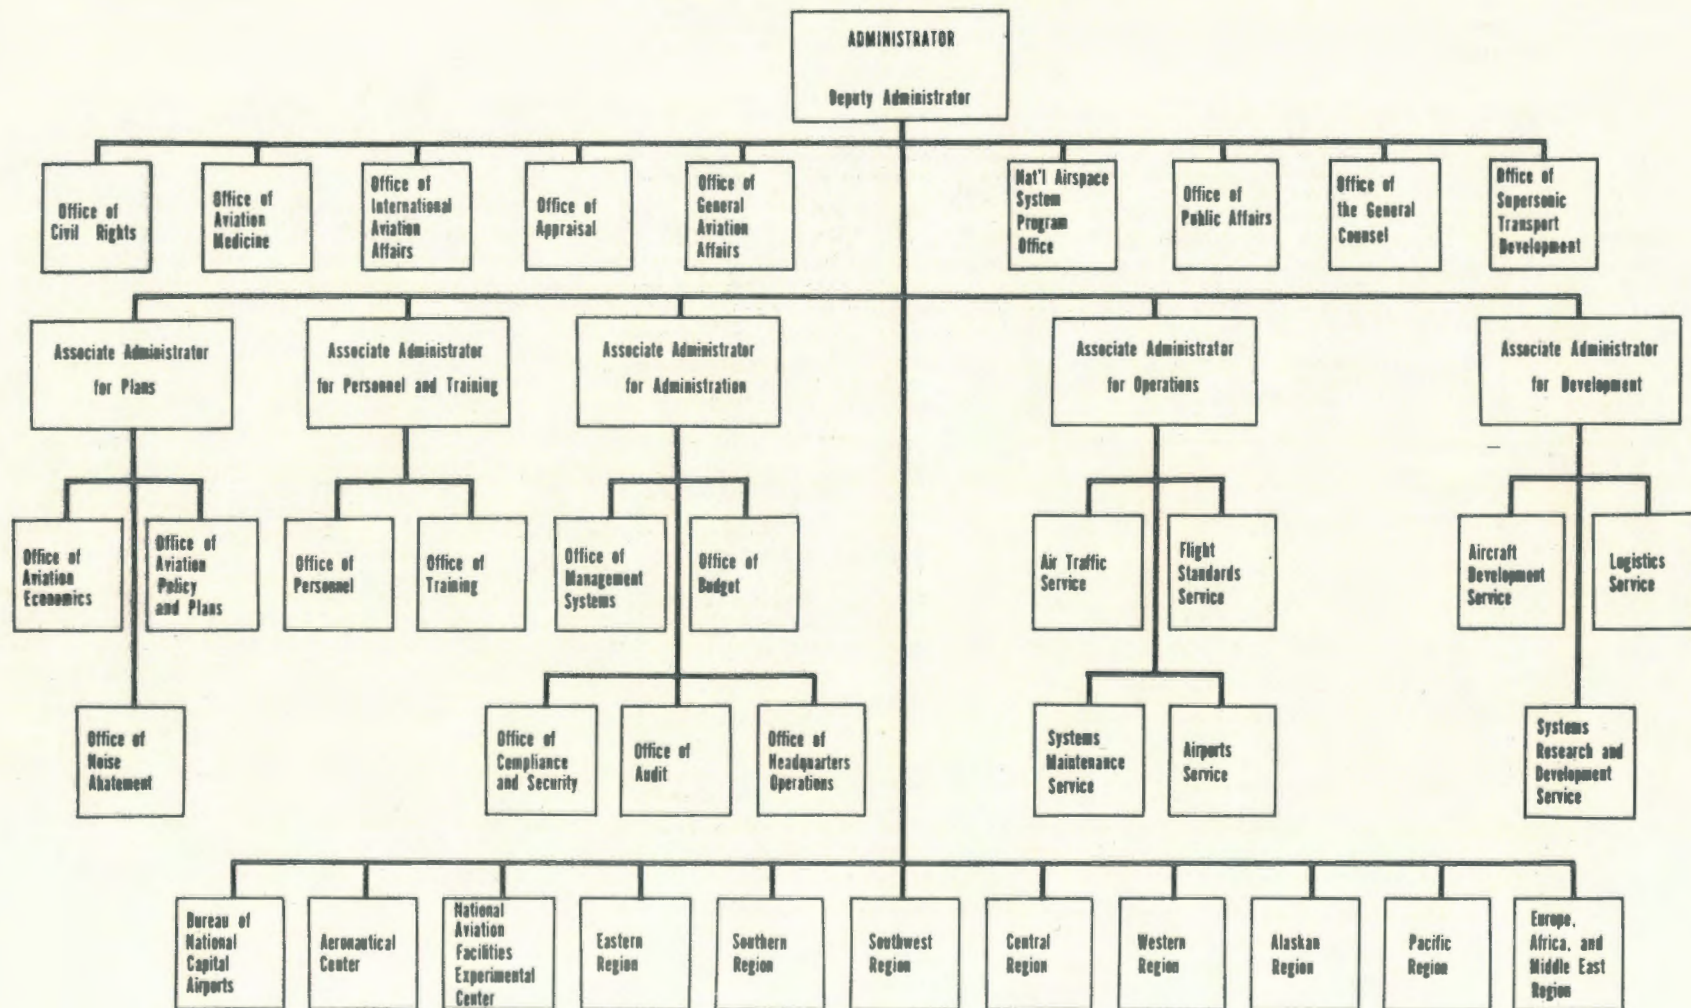 ADMINISTRATOR
Deputy Administrator
Office of
Civil Rights
Office of
Aviation
Medicine
Office of
International
Aviation
Affairs
Office of
Appraisal
Office of
General
Aviation
Affairs
Nat'l Airspace
System
Program
Office
Office of
Public Affairs
Office of
the General
Counsel
Office of
Supersonic
Transport
Development
Associate Administrator
for Plans
Associate Administrator
for Personnel and Training
Associate Administrator
for Administration
Associate Administrator
for Operations
Associate Administrator
for Development
Office of
Aviation
Economics
Office of
Aviation
Policy
and Plans
Office of
Personnel
Office of
Training
Office of
Management
Systems
Office of
Budget
Air Traffic
Service
Flight
Standards
Service
Aircraft
Development
Service
Logistics
Service
Office of
Noise
Abatement
Office of
Compliance
and Security
Office of
Audit
Office of
Headquarters
Operations
Systems
Maintenance
Service
Airports
Service
Systems
Research and
Development
Service
Bureau of
National
Capital
Airports
Aeronautical
Center
National
Aviation
Facilities
Experimental
Center
Eastern
Region
Southern
Region
Southwest
Region
Central
Region
Western
Region
Alaskan
Region
Pacific
Region
Europe,
Africa, and
Middle East
Region